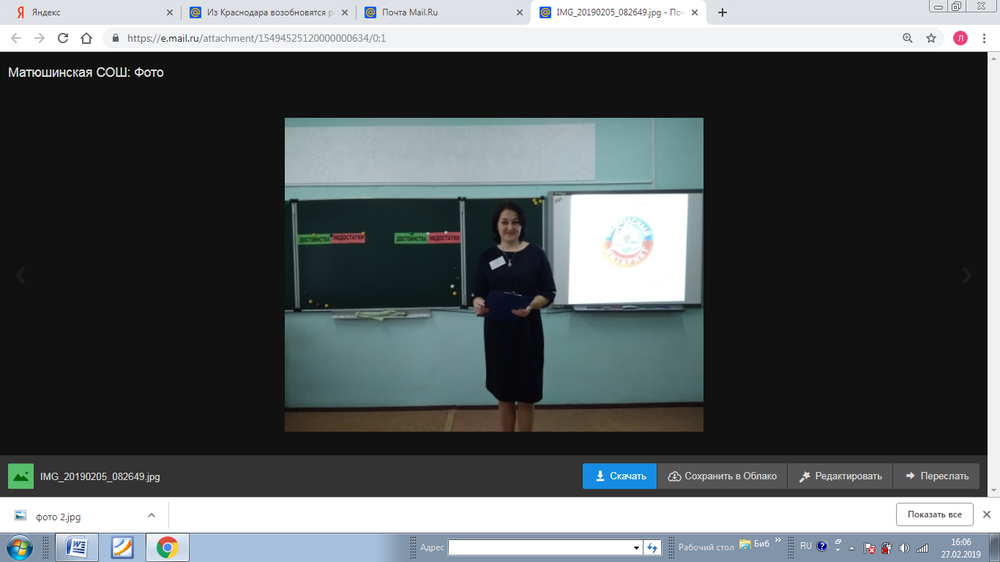 Яндекс
Из Краснодара возобновятся р
Почта Mail.Ru
IMG_20190205_082649.jpg - Поч
https://e.mail.ru/attachment/15494525120000000634/0;1
Л
Матюшинская СОШ: Фото
ДОСТОИНСТВА НЕДОСТАТКИ
ДОСТОИНСТВА НЕДОСТАТКИ
ИНТЕРНЕТ
IMG_20190205_082649.jpg
Скачать
Сохранить в Облако
Редактировать
Переслать
фото 2.jpg
Показать все
Адрес
Рабочий стол
Биб
RU
16:06
27.02.2019